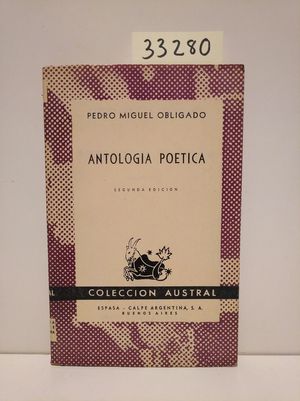 33280
PEDRO MIGUEL OBLIGADO
ANTOLOGIA POETICA
SEGUNDA EDICION
COLECCION AUSTRAL
ESPASA - CALPE ARGENTINA, S. A.
BUENOS AIRES